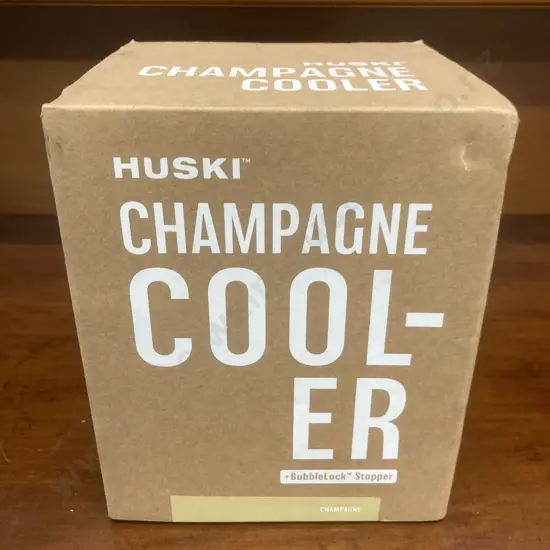 HUSKI
CHAMPAGNE
COOLER
HUSKI™
CHAMPAGNE
COOL-
ER
+BubbleLock™ Stopper
CHAMPAGNE